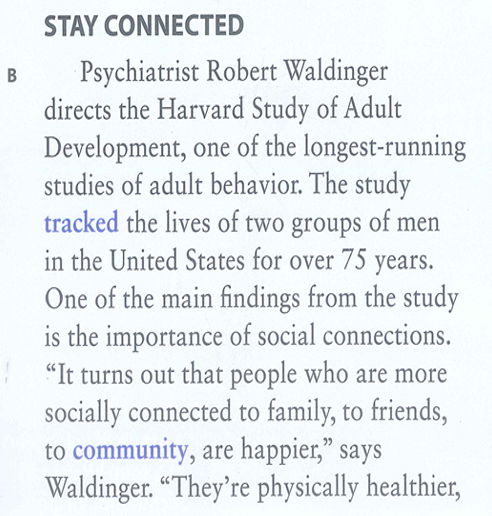 STAY CONNECTED
B Psychiatrist Robert Waldinger
directs the Harvard Study of Adult
Development, one of the longest-running
studies of adult behavior. The study
tracked the lives of two groups of men
in the United States for over 75 years.
One of the main findings from the study
is the importance of social connections.
“It turns out that people who are more
socially connected to family, to friends,
to community, are happier,” says
Waldinger. “They’re physically healthier,